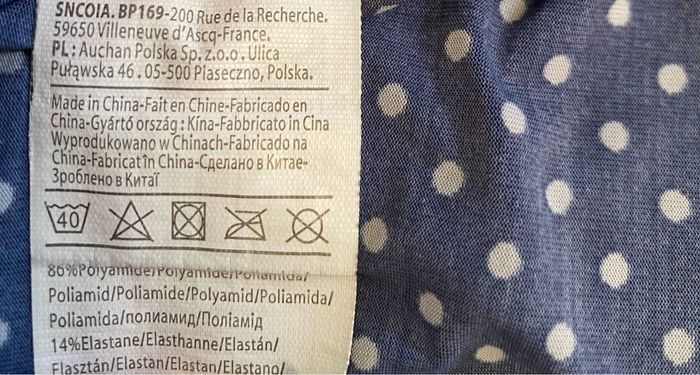 SNCOIA. BP169-200 Rue de la Recherche.
59650 Villeneuve d'Ascq-France.
PL : Auchan Polska Sp. z.o.o . Ulica
Puławska 46 . 05-500 Piaseczno, Polska.
Made in China-Fait en Chine-Fabricado en
China-Gyártó ország : Kína-Fabbricato in Cina
Wyprodukowano w Chinach-Fabricado na
China-Fabricat în China-Сделано в Китае-
Зроблено в Китаї
40
86%Polyamide/Polyamide/Poliamida/
Poliamid/Poliamide/Polyamid/Poliamida/
Poliamida/полиамид/Поліамід
14%Elastane/Elasthanne/Elastán/
Elasztán/Elastan/Elastan/Elastano/